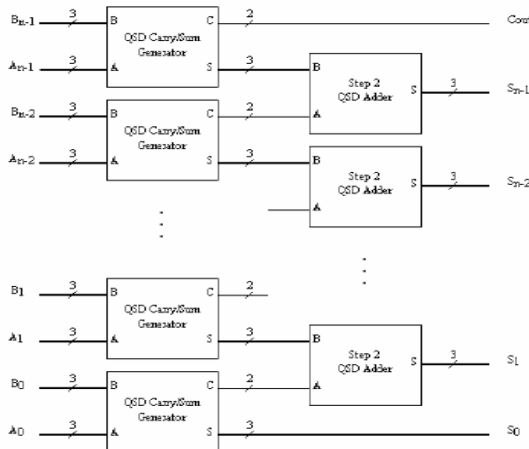 Bn-1 3 B QSD Carry/Sum Generator C 2 Cout
An-1 3 A S 3 B Step 2 QSD Adder S 3 Sn-1
Bn-2 3 B QSD Carry/Sum Generator C 2 A
An-2 3 A S 3 B Step 2 QSD Adder S 3 Sn-2
A
B1 3 B QSD Carry/Sum Generator C 2
A1 3 A S 3 B Step 2 QSD Adder S 3 S1
B0 3 B QSD Carry/Sum Generator C 2 A
A0 3 A S 3 S0